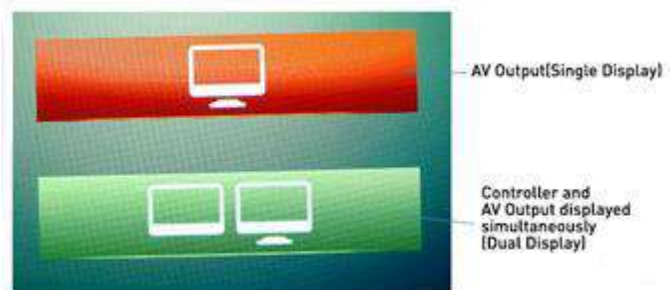 AV Output(Single Display)
Controller and
AV Output displayed
simultaneously
(Dual Display)